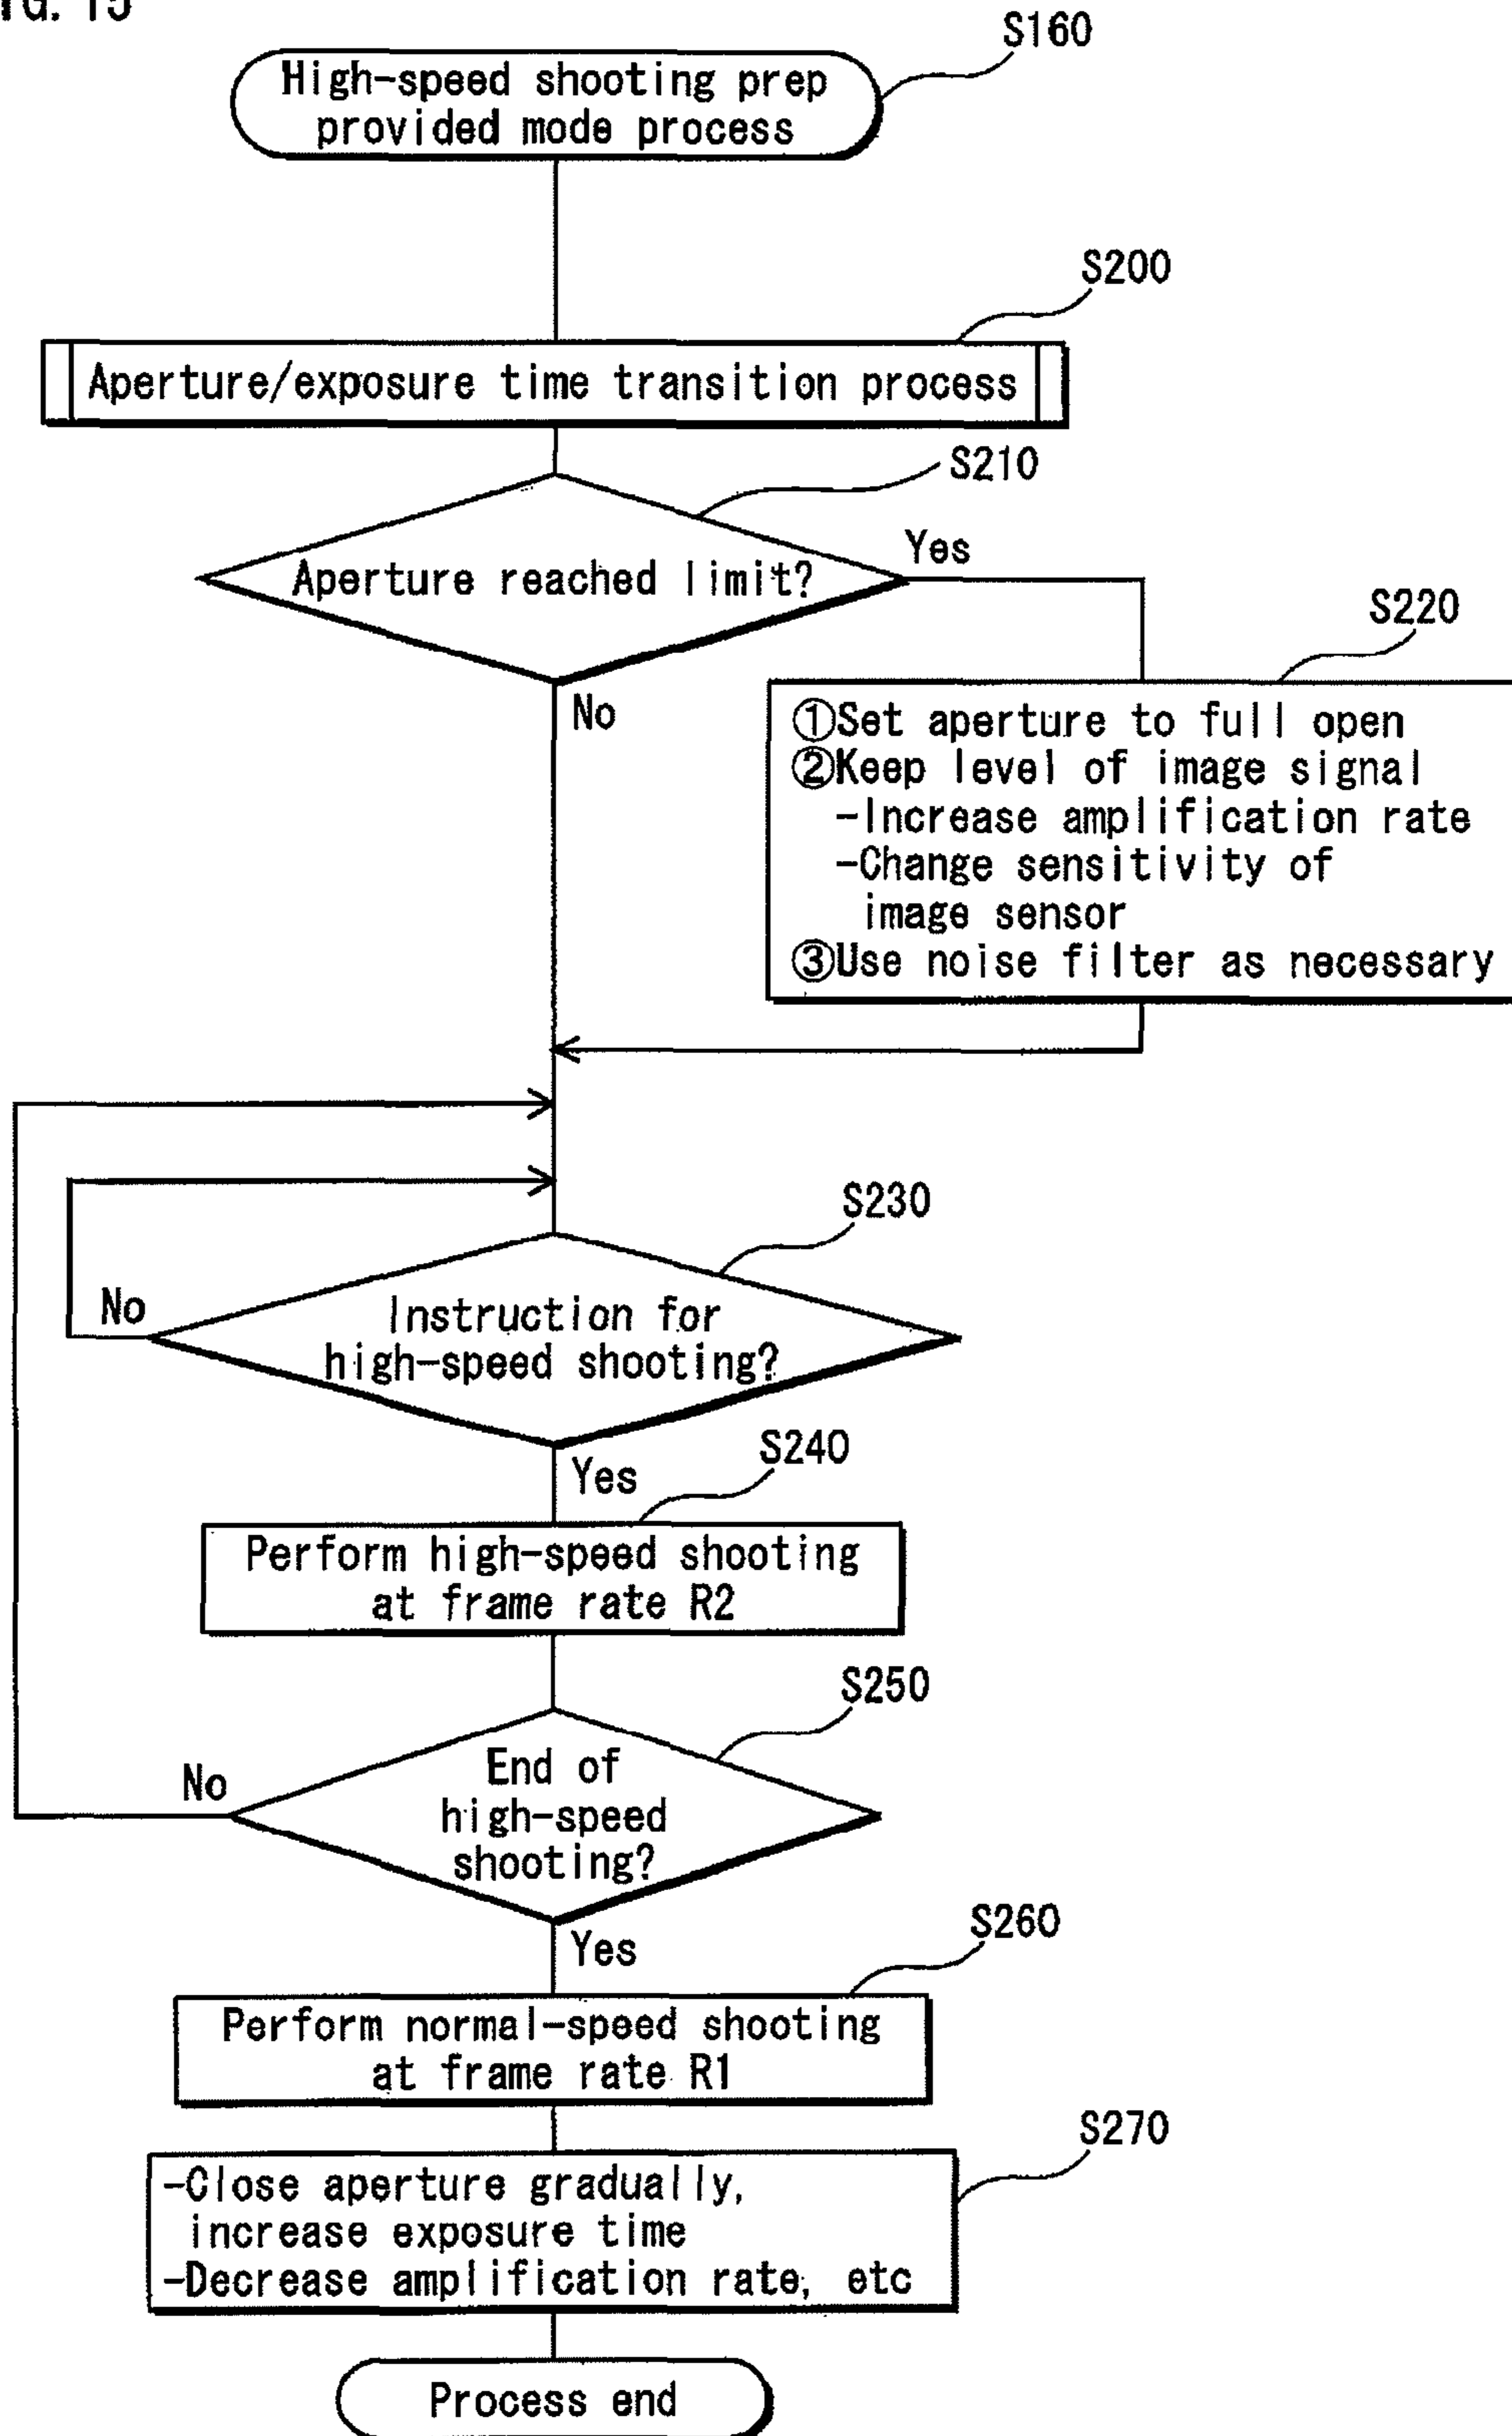 FIG. 15
S160
High-speed shooting prep
provided mode process
S200
Aperture/exposure time transition process
S210
Aperture reached limit?
Yes
No
S220
①Set aperture to full open
②Keep level of image signal
-Increase amplification rate
-Change sensitivity of
image sensor
③Use noise filter as necessary
S230
Instruction for
high-speed shooting?
No
Yes
S240
Perform high-speed shooting
at frame rate R2
S250
End of
high-speed
shooting?
No
Yes
S260
Perform normal-speed shooting
at frame rate R1
S270
-Close aperture gradually,
increase exposure time
-Decrease amplification rate, etc
Process end